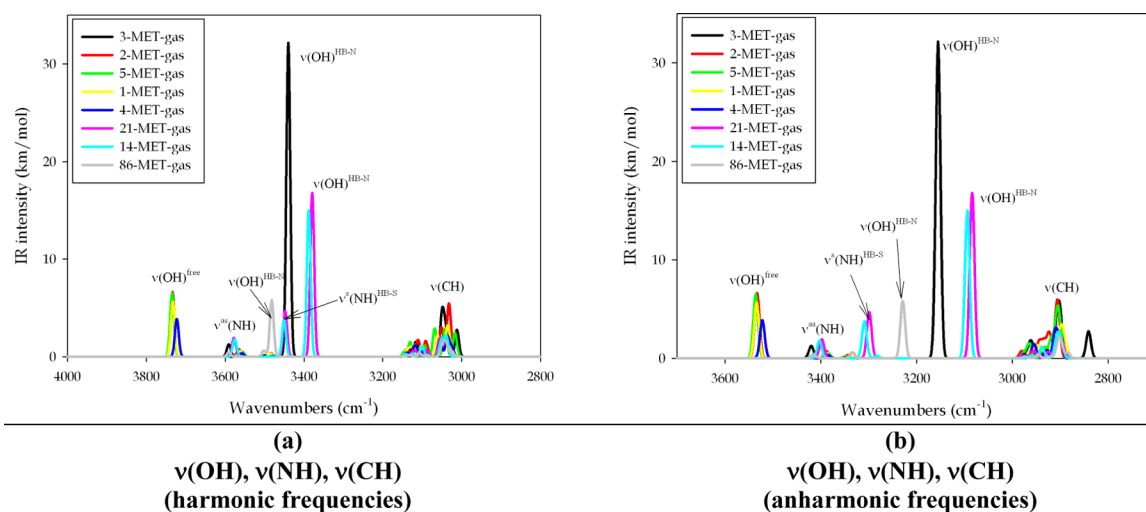 3-MET-gas
2-MET-gas
5-MET-gas
1-MET-gas
4-MET-gas
21-MET-gas
14-MET-gas
86-MET-gas
IR intensity (km/mol)
30
20
10
0
ν(OH)HB-N
ν(OH)HB-N
ν(OH)free
ν(OH)HB-N
νs(NH)HB-S
νas(NH)
ν(CH)
4000 3800 3600 3400 3200 3000 2800
Wavenumbers (cm-1)
3-MET-gas
2-MET-gas
5-MET-gas
1-MET-gas
4-MET-gas
21-MET-gas
14-MET-gas
86-MET-gas
IR intensity (km/mol)
30
20
10
0
ν(OH)HB-N
ν(OH)HB-N
ν(OH)HB-N
νs(NH)HB-S
ν(OH)free
νas(NH)
ν(CH)
3600 3400 3200 3000 2800
Wavenumbers (cm-1)
(a)
ν(OH), ν(NH), ν(CH)
(harmonic frequencies)
(b)
ν(OH), ν(NH), ν(CH)
(anharmonic frequencies)